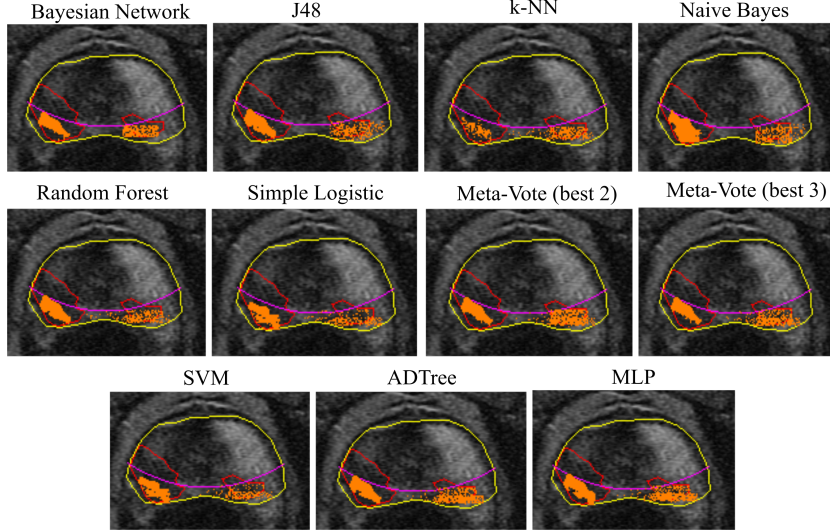 Bayesian Network
J48
k-NN
Naive Bayes
Random Forest
Simple Logistic
Meta-Vote (best 2)
Meta-Vote (best 3)
SVM
ADTree
MLP